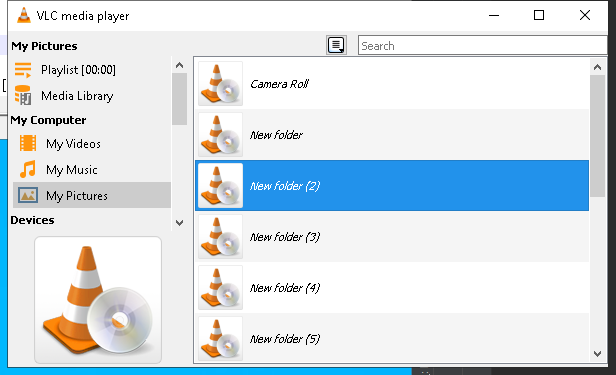 VLC media player
My Pictures
Search
Playlist [00:00]
Media Library
My Computer
My Videos
My Music
My Pictures
Devices
Camera Roll
New folder
New folder (2)
New folder (3)
New folder (4)
New folder (5)